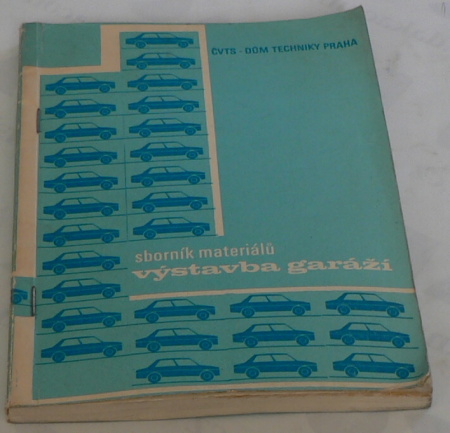 ČVTS - DŮM TECHNIKY PRAHA
sborník materiálů
výstavba garáží